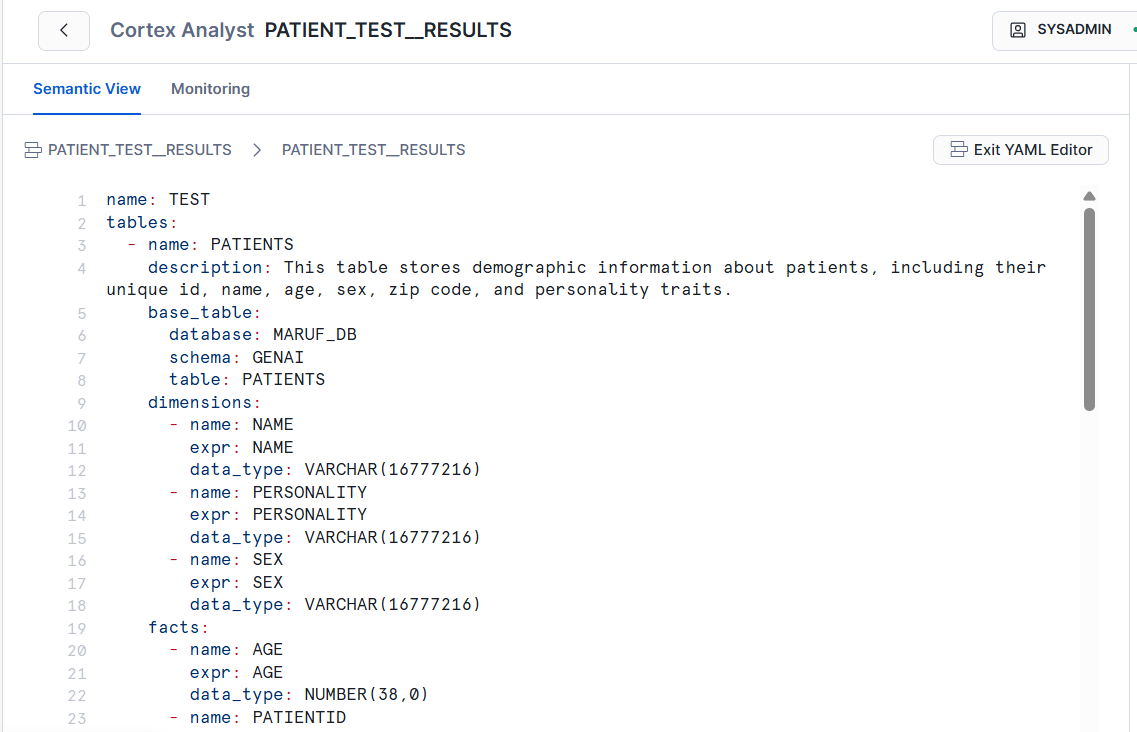 Cortex Analyst PATIENT_TEST__RESULTS
SYSADMIN
Semantic View Monitoring
PATIENT_TEST__RESULTS > PATIENT_TEST__RESULTS
Exit YAML Editor
1 name: TEST
2 tables:
3 - name: PATIENTS
4 description: This table stores demographic information about patients, including their
unique id, name, age, sex, zip code, and personality traits.
5 base_table:
6 database: MARUF_DB
7 schema: GENAI
8 table: PATIENTS
9 dimensions:
10 - name: NAME
11 expr: NAME
12 data_type: VARCHAR(16777216)
13 - name: PERSONALITY
14 expr: PERSONALITY
15 data_type: VARCHAR(16777216)
16 - name: SEX
17 expr: SEX
18 data_type: VARCHAR(16777216)
19 facts:
20 - name: AGE
21 expr: AGE
22 data_type: NUMBER(38,0)
23 - name: PATIENTID